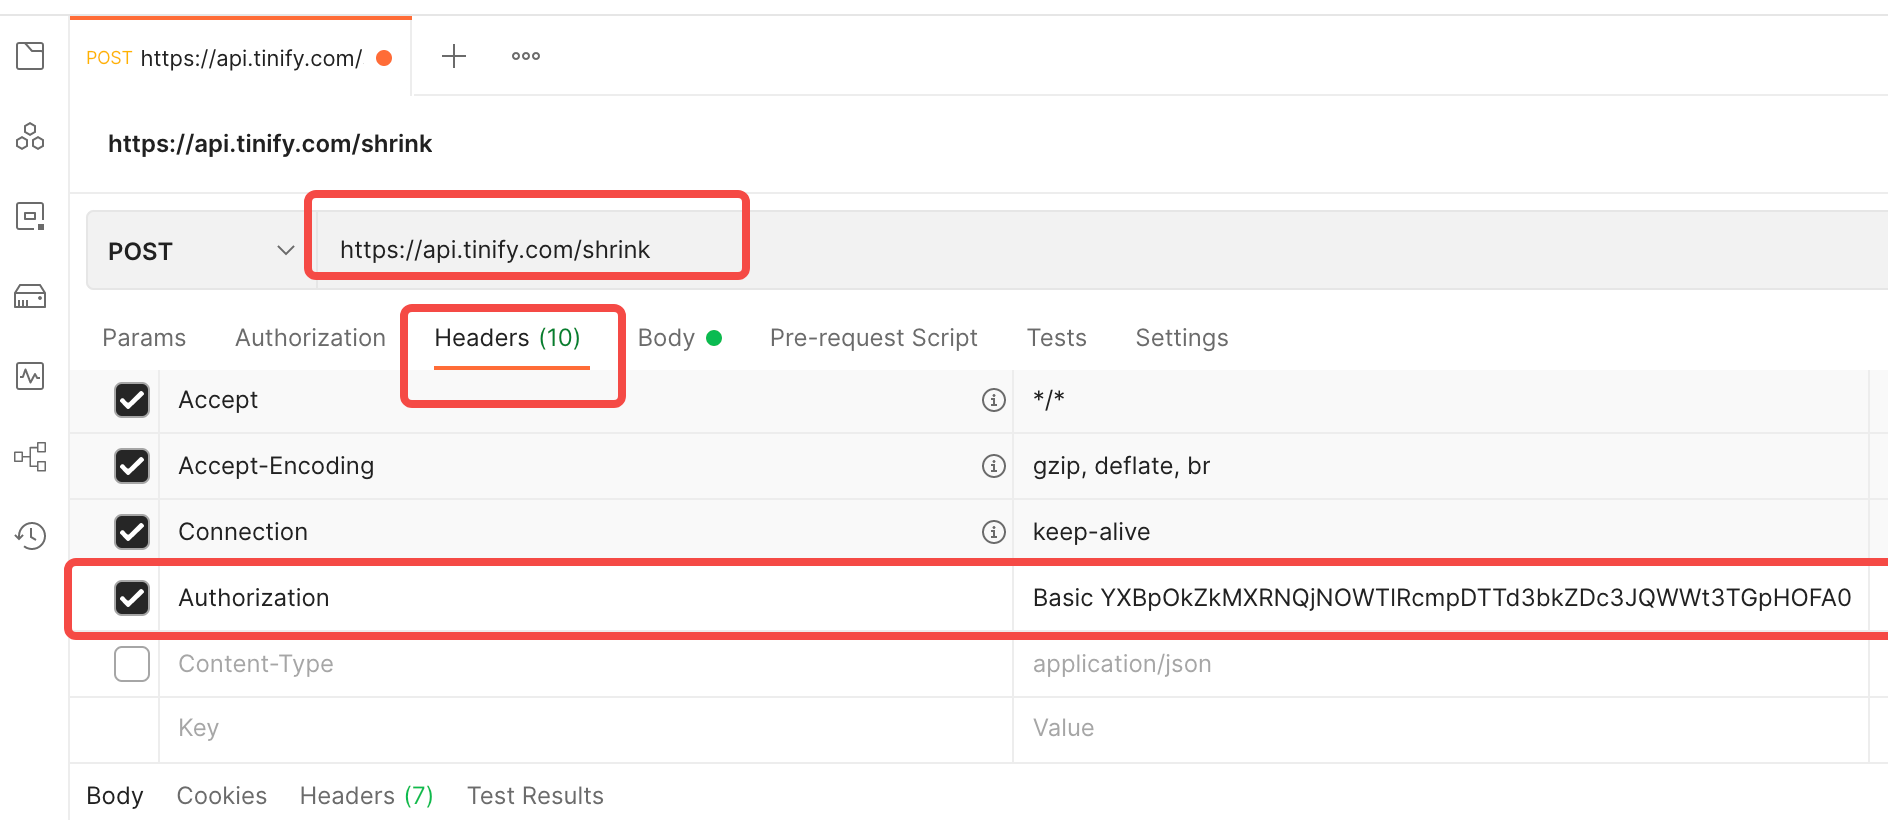 POST https://api.tinify.com/
https://api.tinify.com/shrink
POST https://api.tinify.com/shrink
Params Authorization Headers (10) Body Pre-request Script Tests Settings
Accept */*
Accept-Encoding gzip, deflate, br
Connection keep-alive
Authorization Basic YXBpOkZkMXRNQjNOWTlRcmpDTTd3bkZDc3JQWWt3TGpHOFA0
Content-Type application/json
Key Value
Body Cookies Headers (7) Test Results